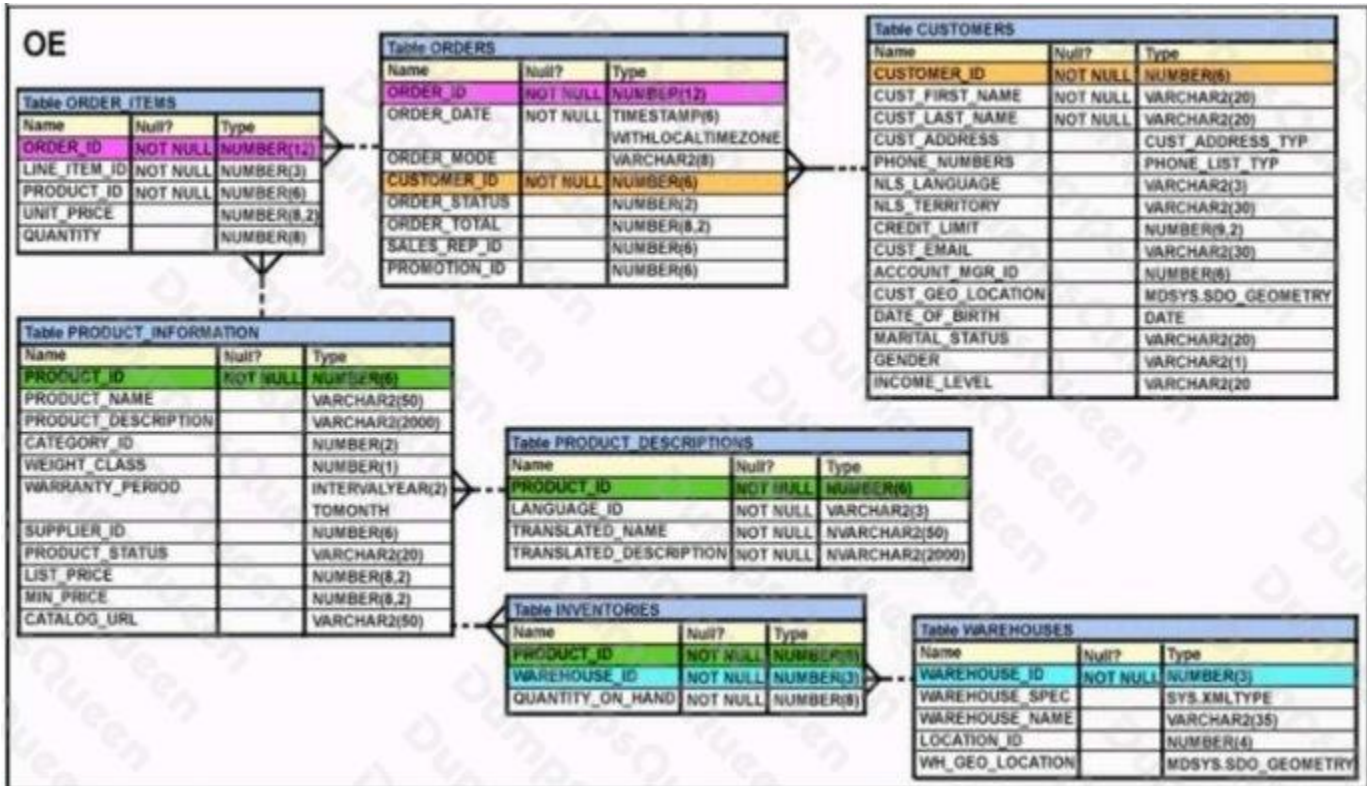 OE
Table ORDER_ITEMS
Name Null? Type
ORDER_ID NOT NULL NUMBER(12)
LINE_ITEM_ID NOT NULL NUMBER(3)
PRODUCT_ID NOT NULL NUMBER(6)
UNIT_PRICE NUMBER(8,2)
QUANTITY NUMBER(8)
Table ORDERS
Name Null? Type
ORDER_ID NOT NULL NUMBER(12)
ORDER_DATE NOT NULL TIMESTAMP(6)
WITHLOCALTIMEZONE
ORDER_MODE VARCHAR2(8)
CUSTOMER_ID NOT NULL NUMBER(6)
ORDER_STATUS NUMBER(2)
ORDER_TOTAL NUMBER(8,2)
SALES_REP_ID NUMBER(6)
PROMOTION_ID NUMBER(6)
Table CUSTOMERS
Name Null? Type
CUSTOMER_ID NOT NULL NUMBER(6)
CUST_FIRST_NAME NOT NULL VARCHAR2(20)
CUST_LAST_NAME NOT NULL VARCHAR2(20)
CUST_ADDRESS CUST_ADDRESS_TYP
PHONE_NUMBERS PHONE_LIST_TYP
NLS_LANGUAGE VARCHAR2(3)
NLS_TERRITORY VARCHAR2(30)
CREDIT_LIMIT NUMBER(9,2)
CUST_EMAIL VARCHAR2(30)
ACCOUNT_MGR_ID NUMBER(6)
CUST_GEO_LOCATION MDSYS.SDO_GEOMETRY
DATE_OF_BIRTH DATE
MARITAL_STATUS VARCHAR2(20)
GENDER VARCHAR2(1)
INCOME_LEVEL VARCHAR2(20
Table PRODUCT_INFORMATION
Name Null? Type
PRODUCT_ID NOT NULL NUMBER(6)
PRODUCT_NAME VARCHAR2(50)
PRODUCT_DESCRIPTION VARCHAR2(2000)
CATEGORY_ID NUMBER(2)
WEIGHT_CLASS NUMBER(1)
WARRANTY_PERIOD INTERVALYEAR(2)
TOMONTH
SUPPLIER_ID NUMBER(6)
PRODUCT_STATUS VARCHAR2(20)
LIST_PRICE NUMBER(8,2)
MIN_PRICE NUMBER(8,2)
CATALOG_URL VARCHAR2(50)
Table PRODUCT_DESCRIPTIONS
Name Null? Type
PRODUCT_ID NOT NULL NUMBER(6)
LANGUAGE_ID NOT NULL VARCHAR2(3)
TRANSLATED_NAME NOT NULL NVARCHAR2(50)
TRANSLATED_DESCRIPTION NOT NULL NVARCHAR2(2000)
Table INVENTORIES
Name Null? Type
PRODUCT_ID NOT NULL NUMBER(6)
WAREHOUSE_ID NOT NULL NUMBER(3)
QUANTITY_ON_HAND NOT NULL NUMBER(8)
Table WAREHOUSES
Name Null? Type
WAREHOUSE_ID NOT NULL NUMBER(3)
WAREHOUSE_SPEC SYS.XMLTYPE
WAREHOUSE_NAME VARCHAR2(35)
LOCATION_ID NUMBER(4)
WH_GEO_LOCATION MDSYS.SDO_GEOMETRY
DumpsQueen